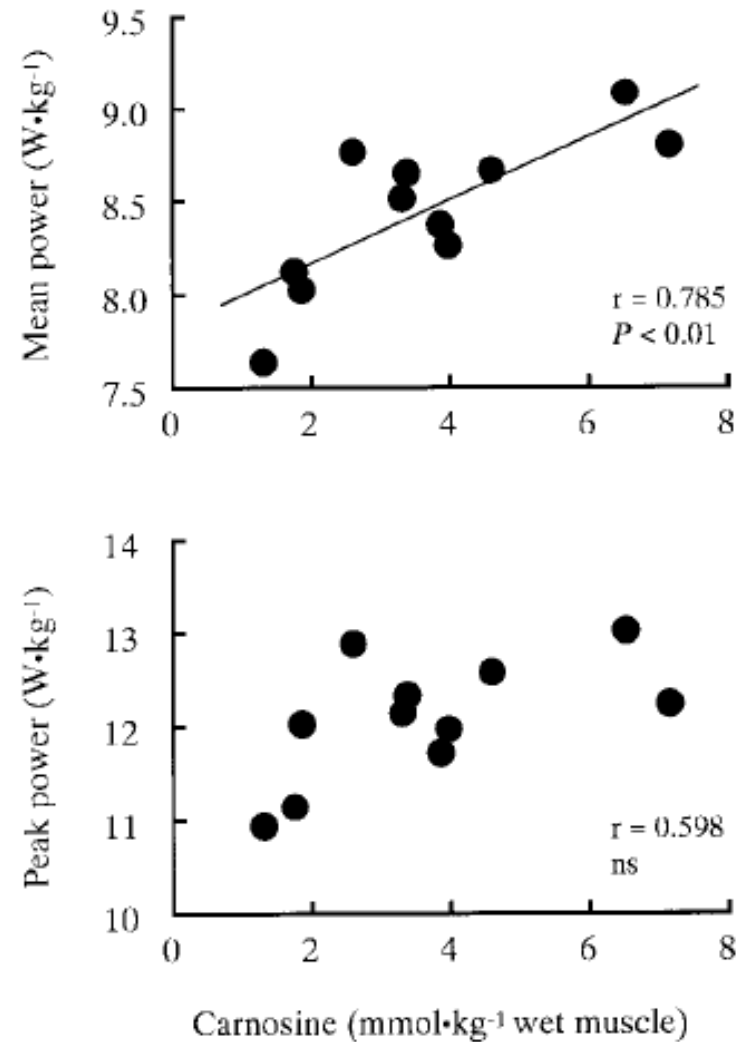 Mean power (W•kg⁻¹)
9.5
9.0
8.5
8.0
7.5
r = 0.785
P < 0.01
0 2 4 6 8
Peak power (W•kg⁻¹)
14
13
12
11
10
r = 0.598
ns
0 2 4 6 8
Carnosine (mmol•kg⁻¹ wet muscle)